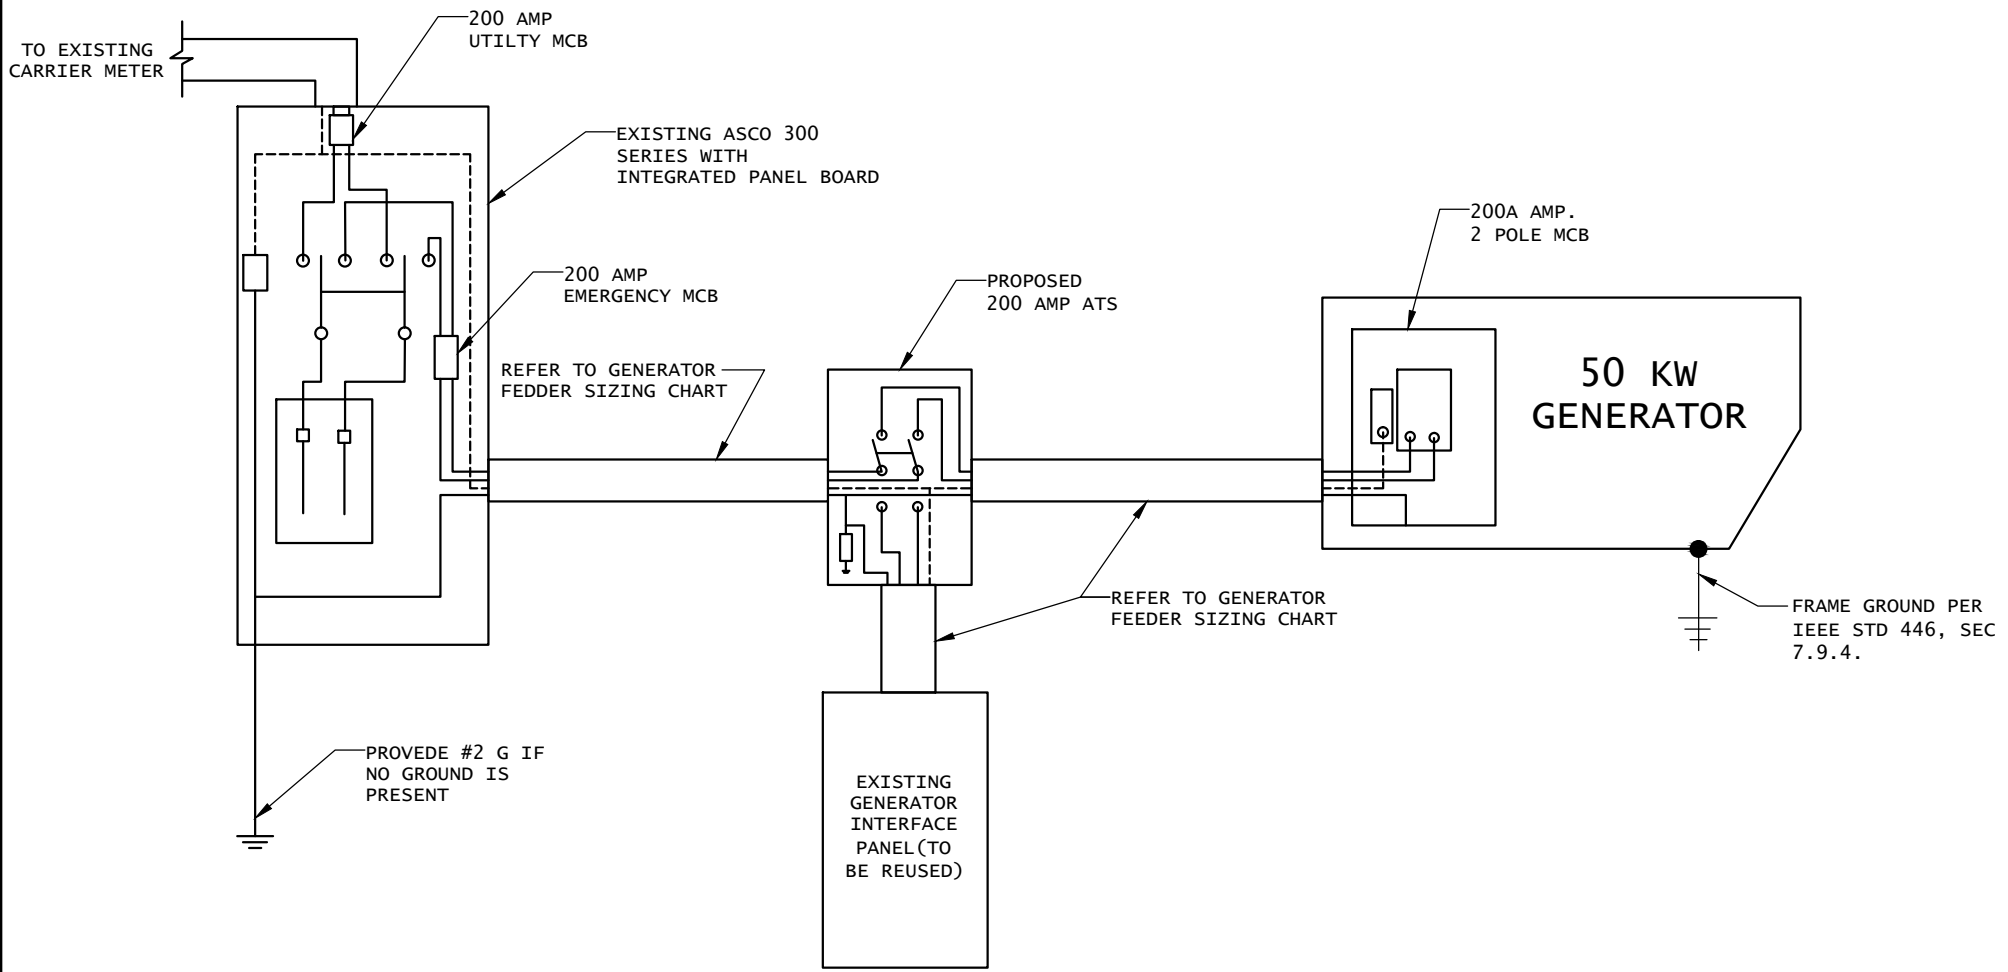 200 AMP
UTILTY MCB
TO EXISTING
CARRIER METER
EXISTING ASCO 300
SERIES WITH
INTEGRATED PANEL BOARD
200A AMP.
2 POLE MCB
200 AMP
EMERGENCY MCB
PROPOSED
200 AMP ATS
REFER TO GENERATOR
FEDDER SIZING CHART
50 KW
GENERATOR
REFER TO GENERATOR
FEEDER SIZING CHART
FRAME GROUND PER
IEEE STD 446, SEC
7.9.4.
PROVEDE #2 G IF
NO GROUND IS
PRESENT
EXISTING
GENERATOR
INTERFACE
PANEL(TO
BE REUSED)